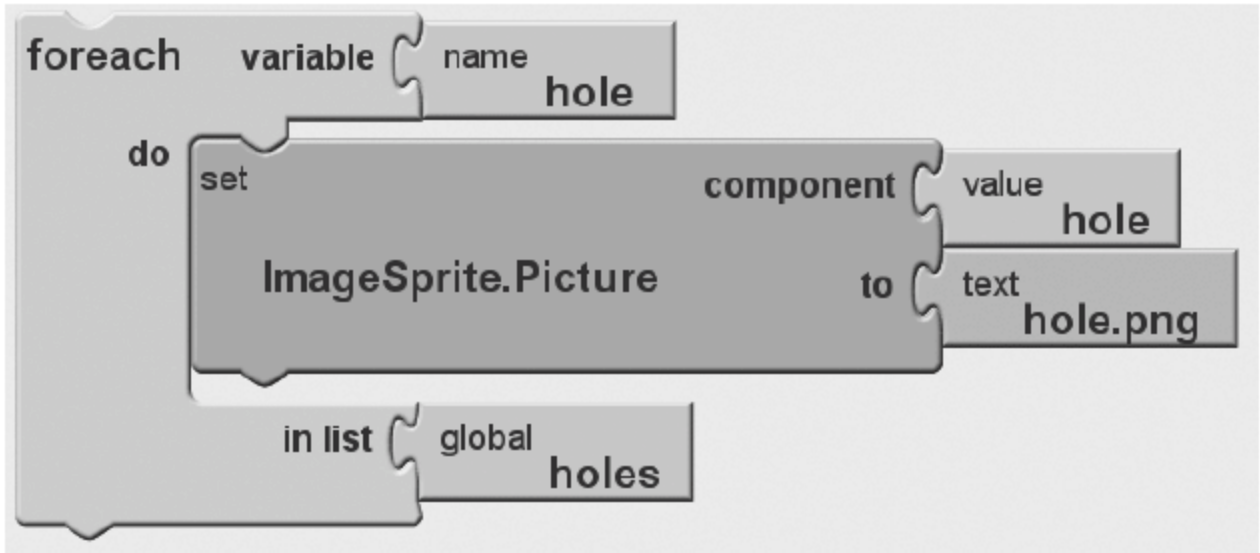 foreach variable name hole
do set component value hole
ImageSprite.Picture to text hole.png
in list global holes